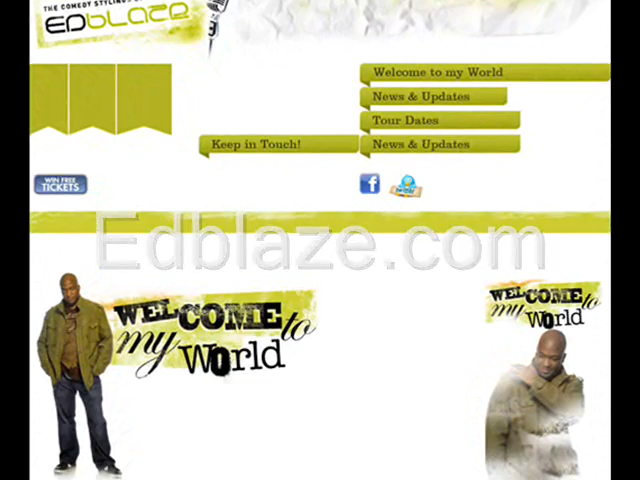 THE COMEDY STYLINGS OF
EDBLAZE
Welcome to my World
News & Updates
Tour Dates
Keep in Touch!
News & Updates
WIN FREE
TICKETS
f
Edblaze.com
WELCOME to
my World
WELCOME to
my World